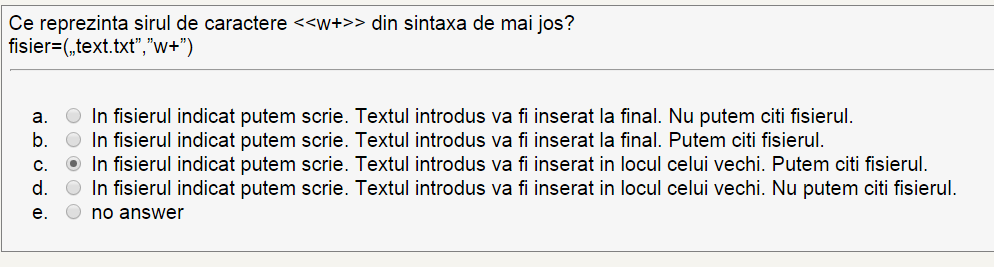 Ce reprezinta sirul de caractere <<w+>> din sintaxa de mai jos?
fisier=(„text.txt”,”w+”)
a. In fisierul indicat putem scrie. Textul introdus va fi inserat la final. Nu putem citi fisierul.
b. In fisierul indicat putem scrie. Textul introdus va fi inserat la final. Putem citi fisierul.
c. In fisierul indicat putem scrie. Textul introdus va fi inserat in locul celui vechi. Putem citi fisierul.
d. In fisierul indicat putem scrie. Textul introdus va fi inserat in locul celui vechi. Nu putem citi fisierul.
e. no answer